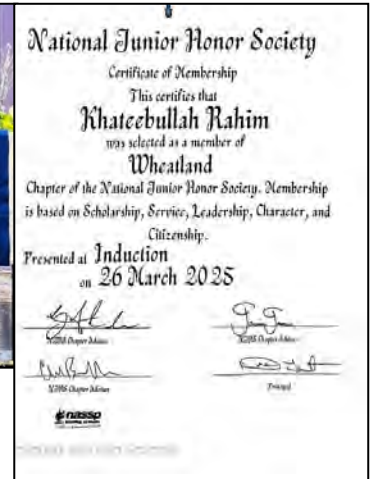 National Junior Honor Society
Certificate of Membership
This certifies that
Khateebullah Rahim
was selected as a member of
Wheatland
Chapter of the National Junior Honor Society. Membership
is based on Scholarship, Service, Leadership, Character, and
Citizenship.
Presented at Induction
on 26 March 2025
NJHS Chapter Adviser
NJHS Chapter Adviser
NJHS Chapter Adviser
Principal
nassp